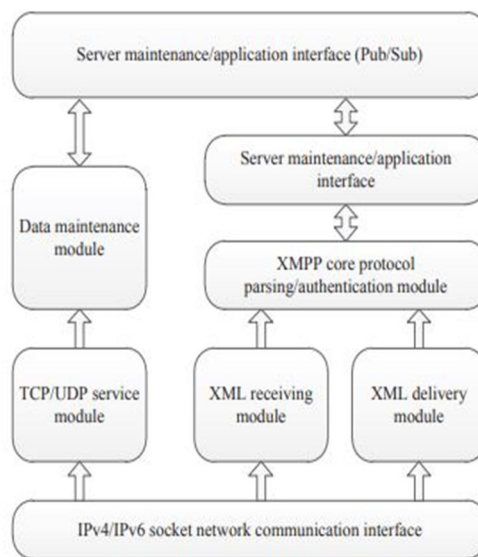 Server maintenance/application interface (Pub/Sub)
Server maintenance/application
interface
Data maintenance
module
XMPP core protocol
parsing/authentication module
TCP/UDP service
module
XML receiving
module
XML delivery
module
IPv4/IPv6 socket network communication interface